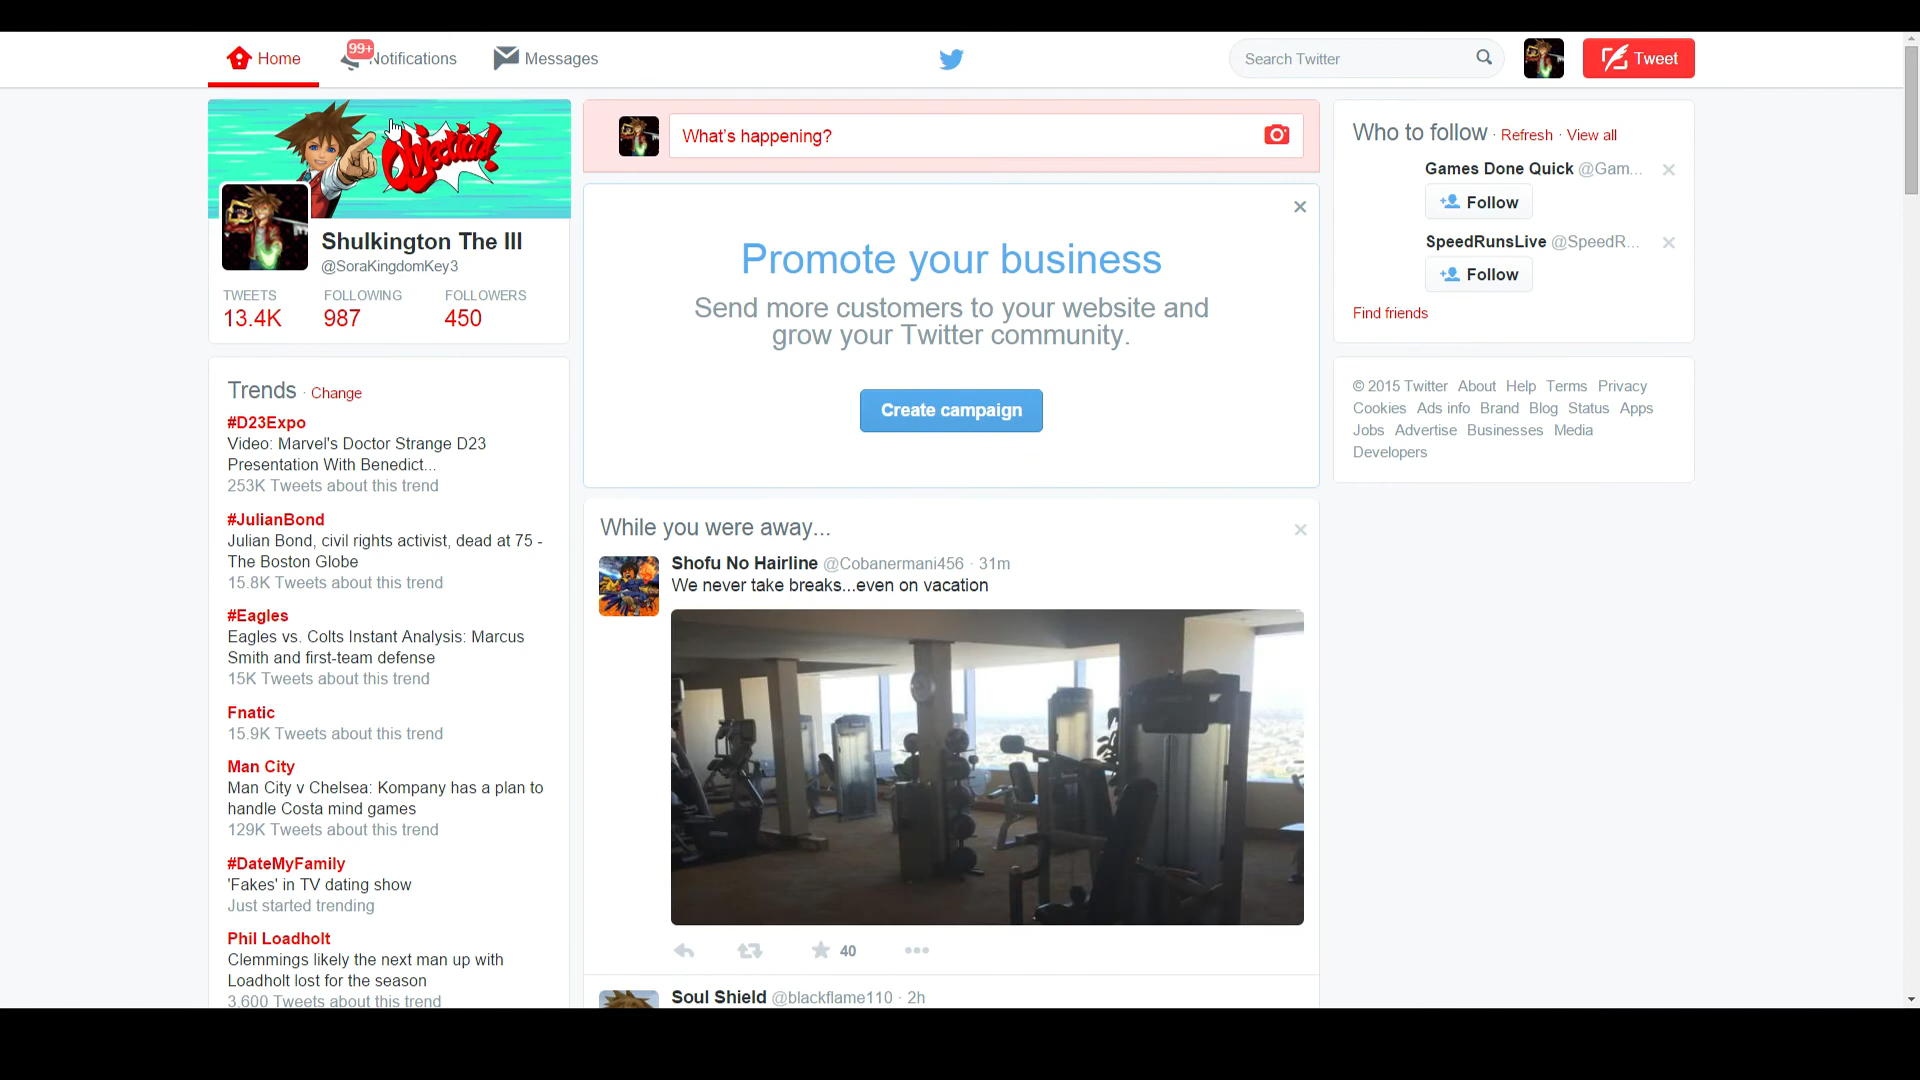 Home
99+
Notifications
Messages
Search Twitter
Tweet
Objection!
Shulkington The III
@SoraKingdomKey3
TWEETS FOLLOWING FOLLOWERS
13.4K 987 450
Trends · Change
#D23Expo
Video: Marvel's Doctor Strange D23
Presentation With Benedict...
253K Tweets about this trend
#JulianBond
Julian Bond, civil rights activist, dead at 75 -
The Boston Globe
15.8K Tweets about this trend
#Eagles
Eagles vs. Colts Instant Analysis: Marcus
Smith and first-team defense
15K Tweets about this trend
Fnatic
15.9K Tweets about this trend
Man City
Man City v Chelsea: Kompany has a plan to
handle Costa mind games
129K Tweets about this trend
#DateMyFamily
'Fakes' in TV dating show
Just started trending
Phil Loadholt
Clemmings likely the next man up with
Loadholt lost for the season
3,600 Tweets about this trend
What's happening?
Promote your business
Send more customers to your website and
grow your Twitter community.
Create campaign
While you were away...
Shofu No Hairline @Cobanermani456 · 31m
We never take breaks...even on vacation
40
Soul Shield @blackflame110 · 2h
Who to follow · Refresh · View all
Games Done Quick @Gam...
Follow
SpeedRunsLive @SpeedR...
Follow
Find friends
© 2015 Twitter About Help Terms Privacy
Cookies Ads info Brand Blog Status Apps
Jobs Advertise Businesses Media
Developers